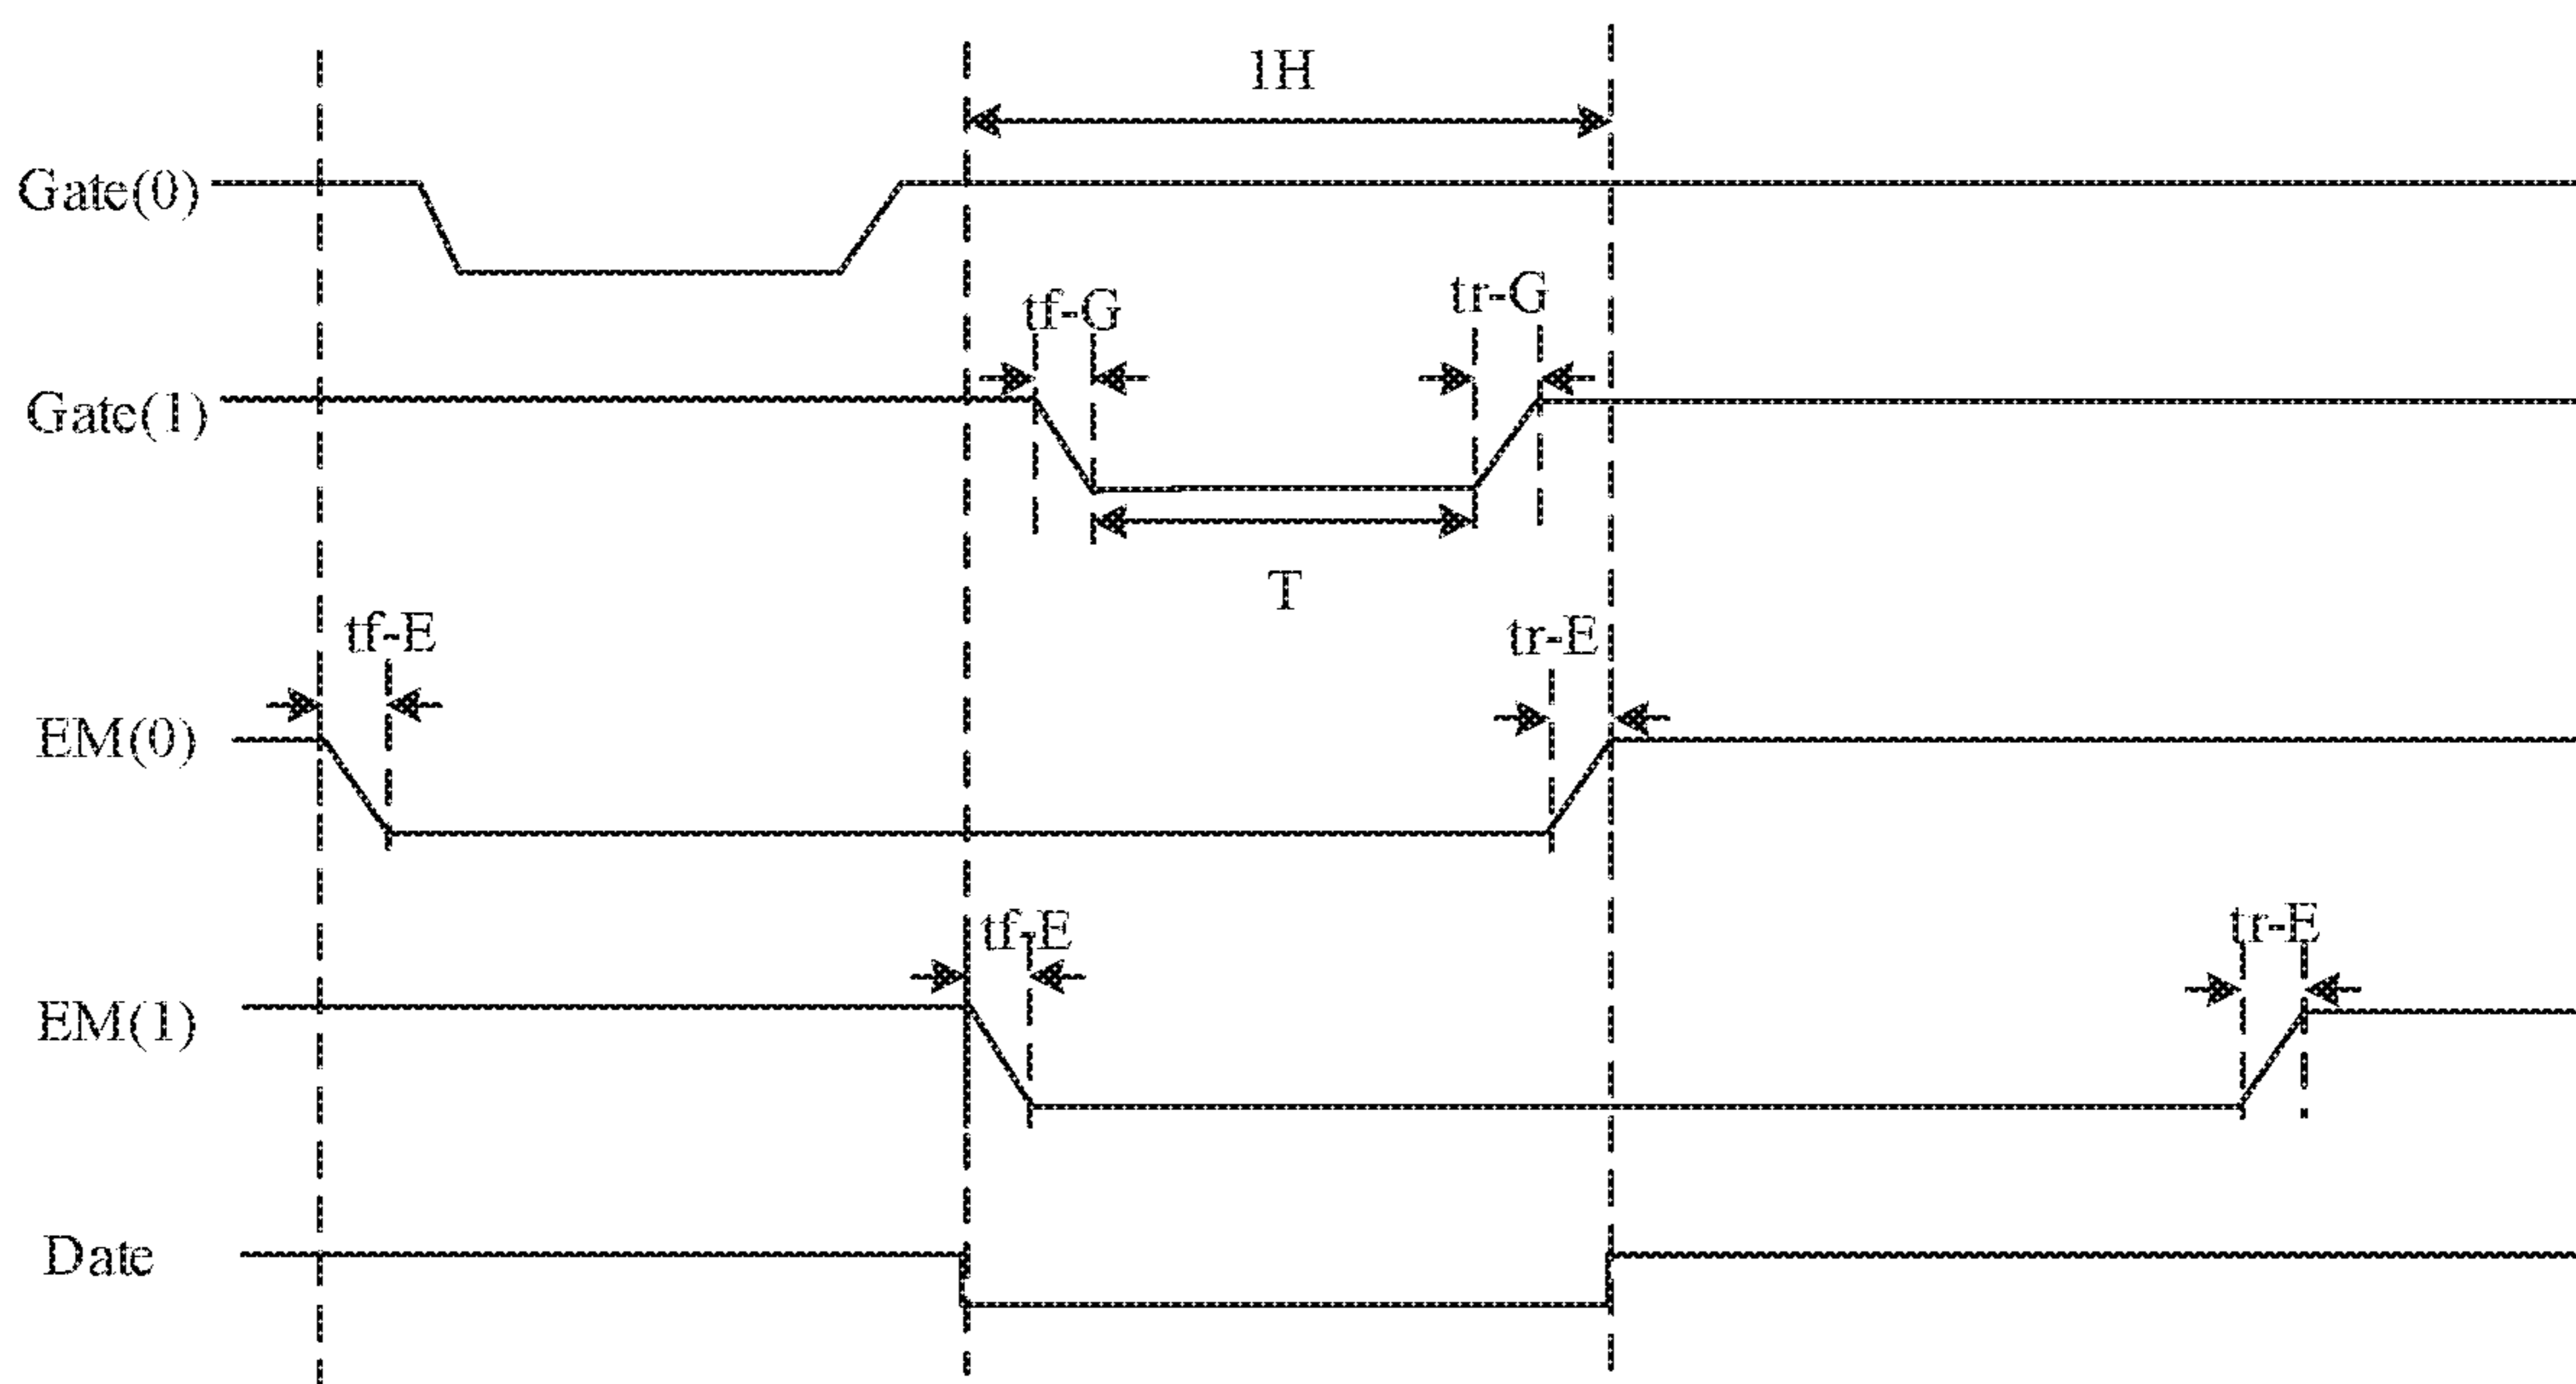 1H
Gate(0)
tf-G
tr-G
Gate(1)
T
tf-E
tr-E
EM(0)
tf-E
tr-E
EM(1)
Date